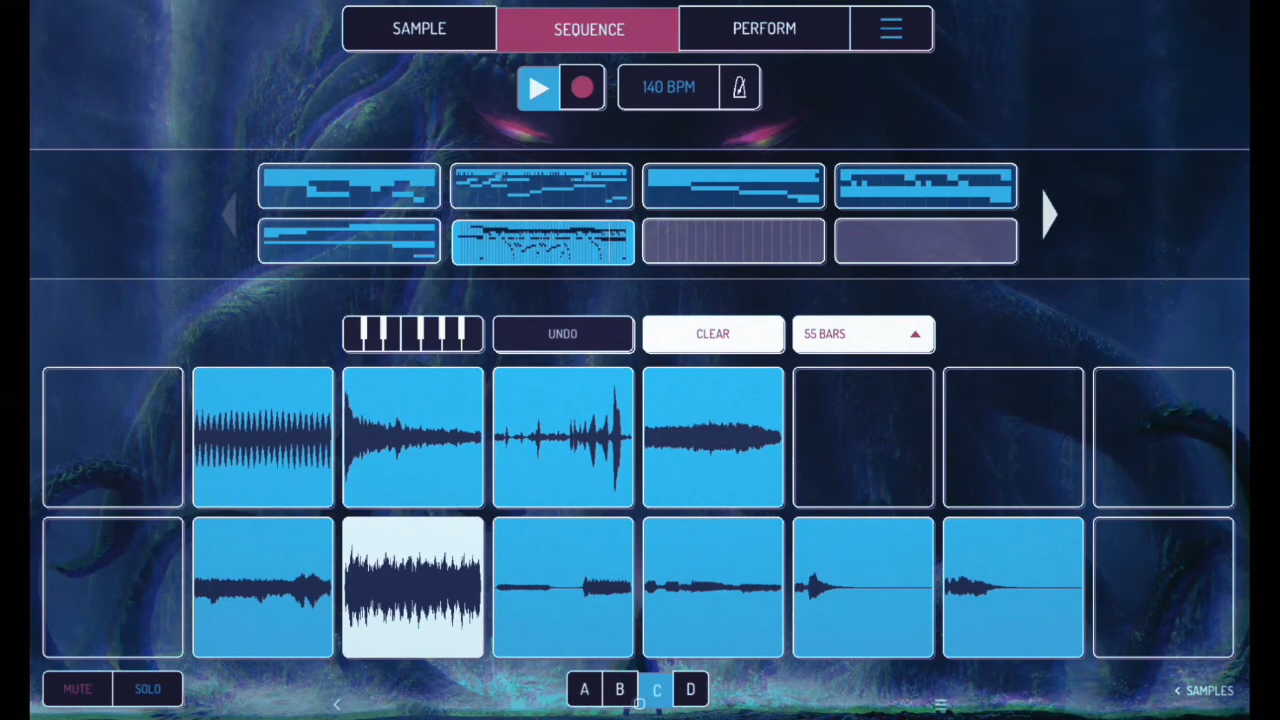 SAMPLE SEQUENCE PERFORM
140 BPM
UNDO CLEAR 55 BARS
MUTE SOLO A B C D < SAMPLES